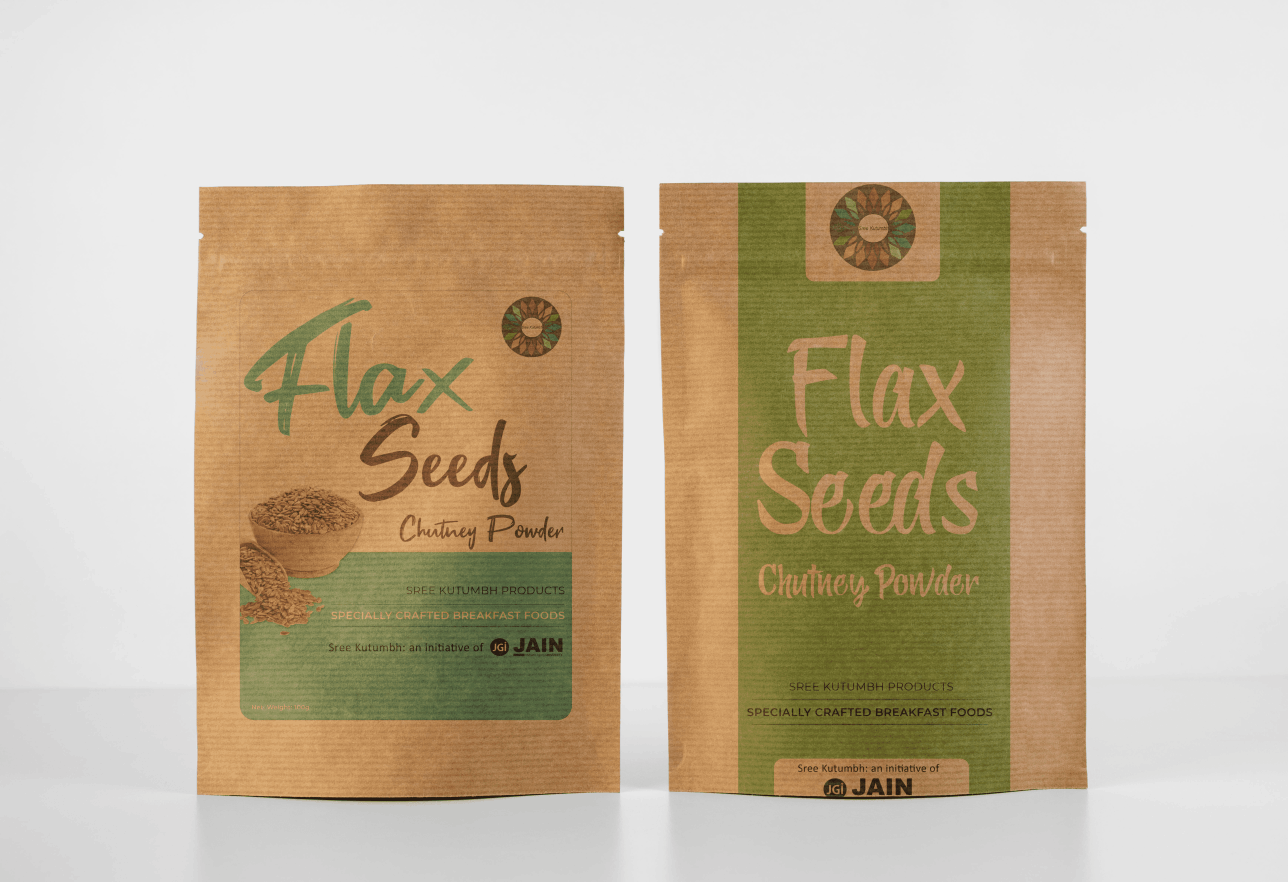 Flax
Seeds
Chutney Powder
SREE KUTUMBH PRODUCTS
SPECIALLY CRAFTED BREAKFAST FOODS
Sree Kutumbh: an initiative of JGI JAIN
Flax
Seeds
Chutney Powder
SREE KUTUMBH PRODUCTS
SPECIALLY CRAFTED BREAKFAST FOODS
Sree Kutumbh: an initiative of
JGI JAIN